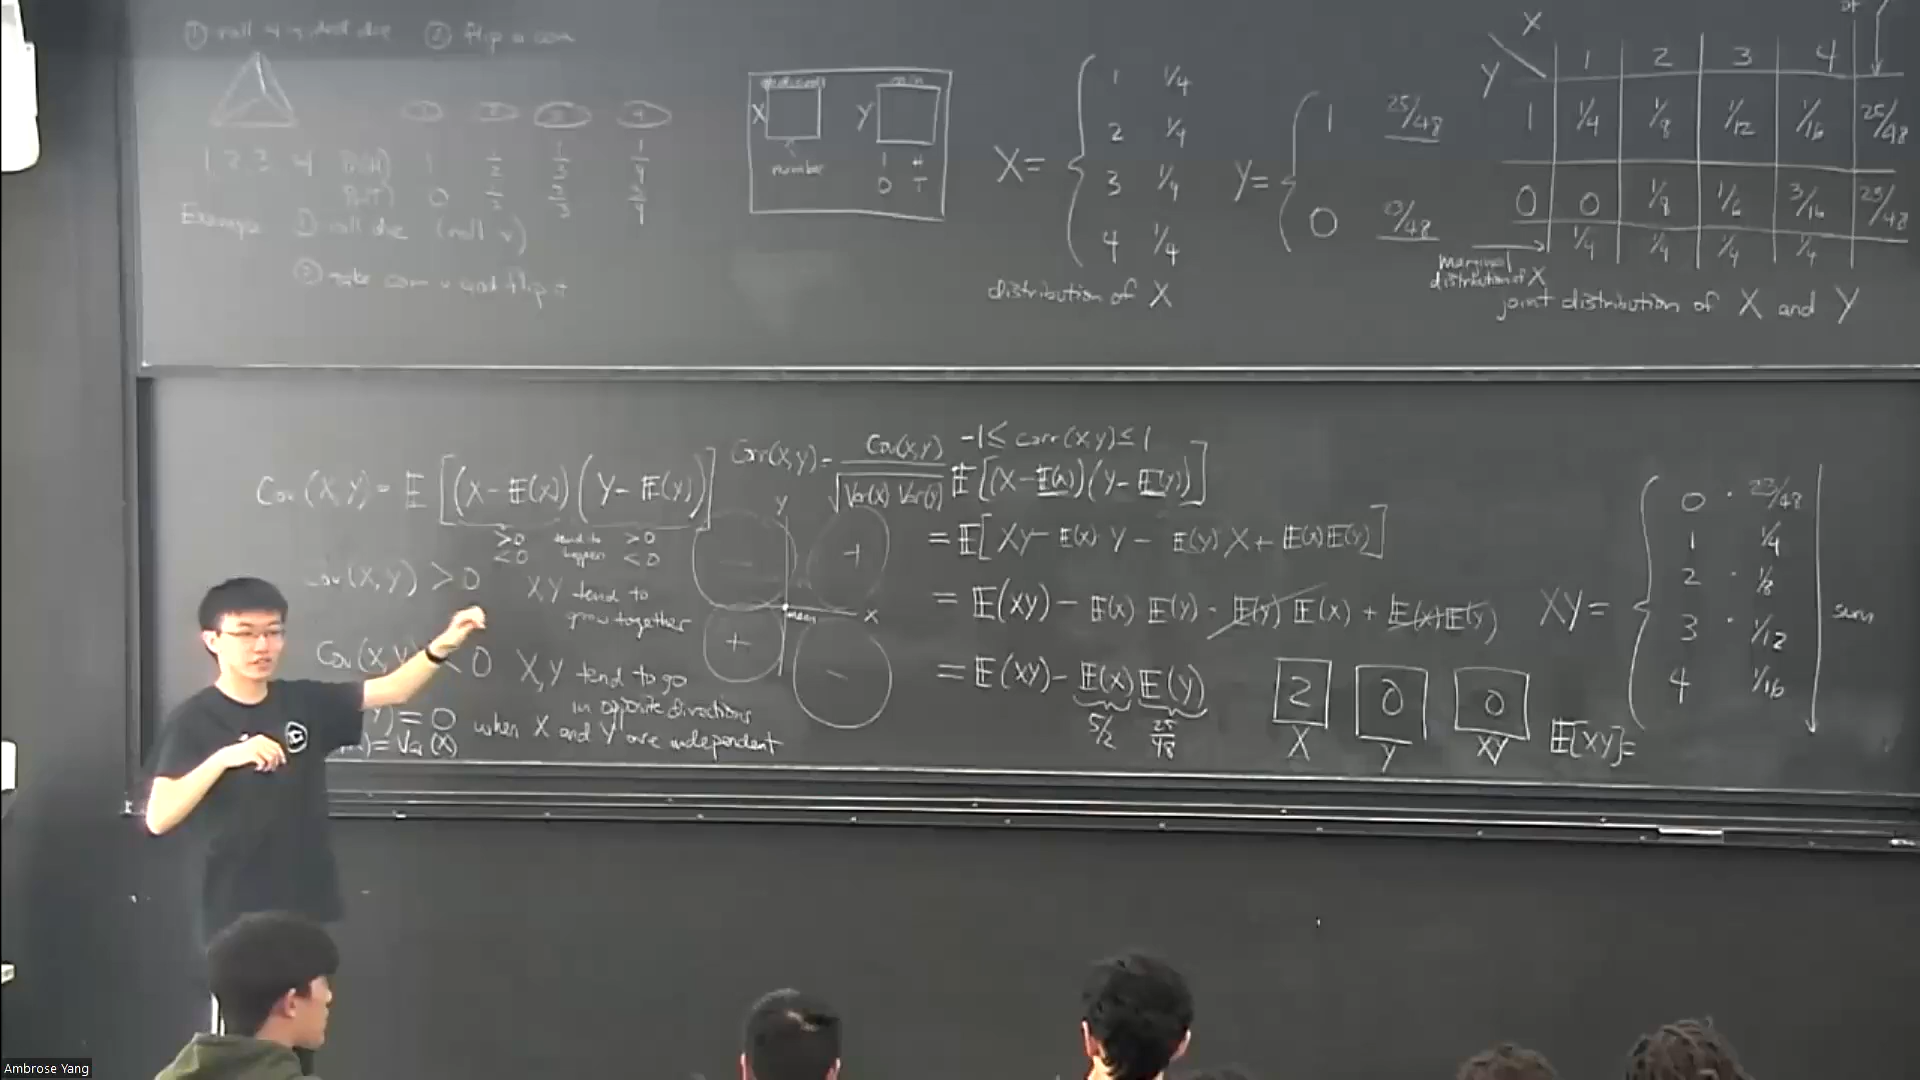 ① roll 4 sided die ② flip a coin
① ② ③ ④
1, 2, 3, 4 P(H) 1 1/2 1/3 1/4
P(T) 0 1/2 2/3 3/4
Example ① roll die (roll v)
② take coin v and flip it
X Y
number 1 H
0 T
X= { 1 1/4
2 1/4
3 1/4
4 1/4
distribution of X
Y= { 1 25/48
0 23/48
X
Y 1 2 3 4
1 1/4 1/8 1/12 1/16 25/48
0 0 1/8 1/6 3/16 23/48
1/4 1/4 1/4 1/4
marginal
distribution of X
joint distribution of X and Y
Cov(X,Y) = E[(X-E(X))(Y-E(Y))]
>0 tend to >0
<0 happen <0
Cov(X,Y) > 0 X Y tend to
grow together
Cov(X,Y) < 0 X, Y tend to go
in opposite directions
Y) = 0 when X and Y are independent
) = Var(X)
Corr(X,Y) = Cov(X,Y) / √Var(X) Var(Y) -1 ≤ corr(X,Y) ≤ 1
y
- +
mean x
+ -
E[(X-E(X))(Y-E(Y))]
= E[XY - E(X) Y - E(Y) X + E(X)E(Y)]
= E(XY) - E(X) E(Y) - E(Y) E(X) + E(X)E(Y)
= E(XY) - E(X) E(Y)
5/2 25/48
2 0 0
X Y XY
E[XY]=
XY = { 0 · 23/48
1 1/4
2 · 1/8
3 · 1/12
4 1/16
sum
Ambrose Yang